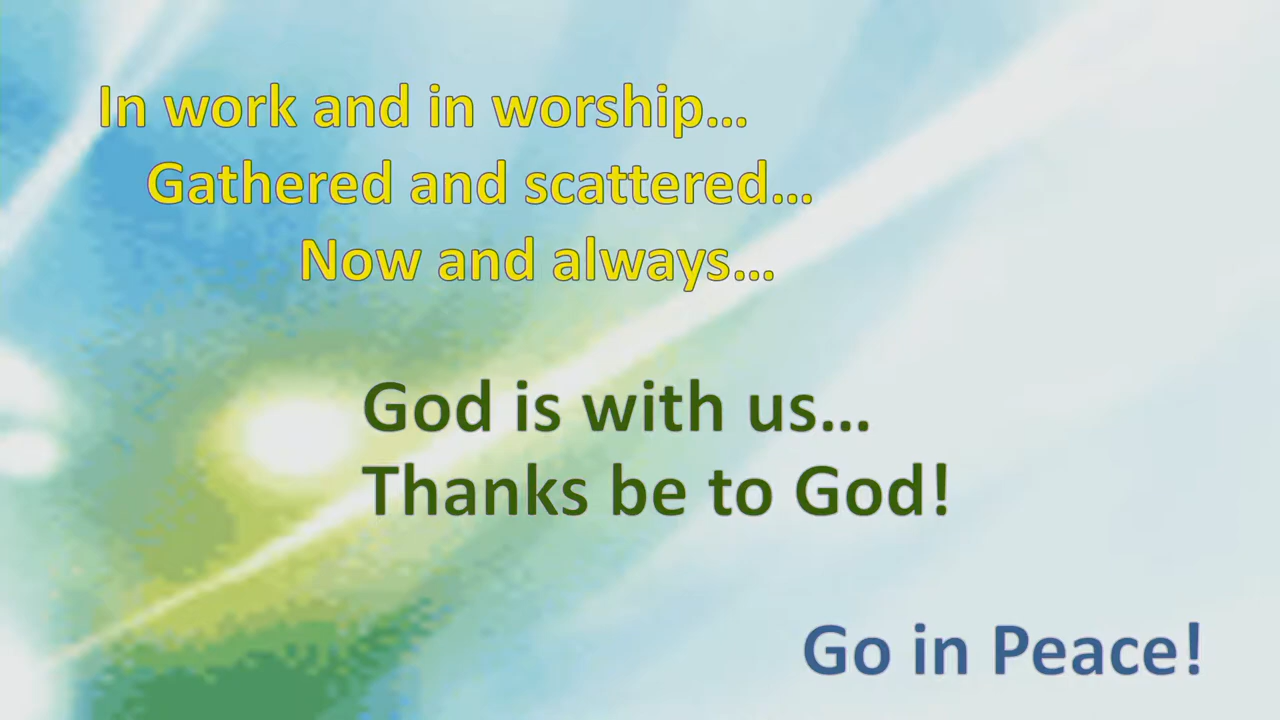 In work and in worship…
Gathered and scattered…
Now and always…
God is with us…
Thanks be to God!
Go in Peace!